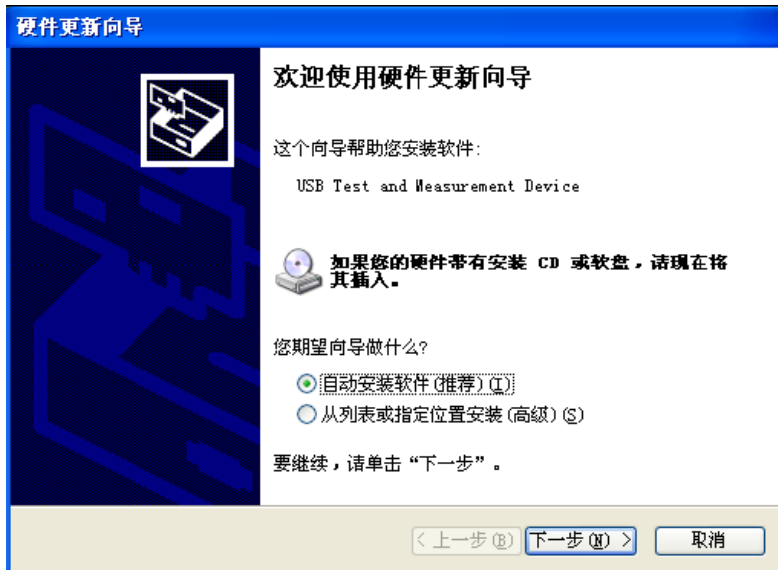 硬件更新向导
欢迎使用硬件更新向导
这个向导帮助您安装软件:
USB Test and Measurement Device
如果您的硬件带有安装 CD 或软盘，请现在将
其插入。
您期望向导做什么?
自动安装软件(推荐)(I)
从列表或指定位置安装(高级)(S)
要继续，请单击“下一步”。
< 上一步(B) 下一步(N) > 取消